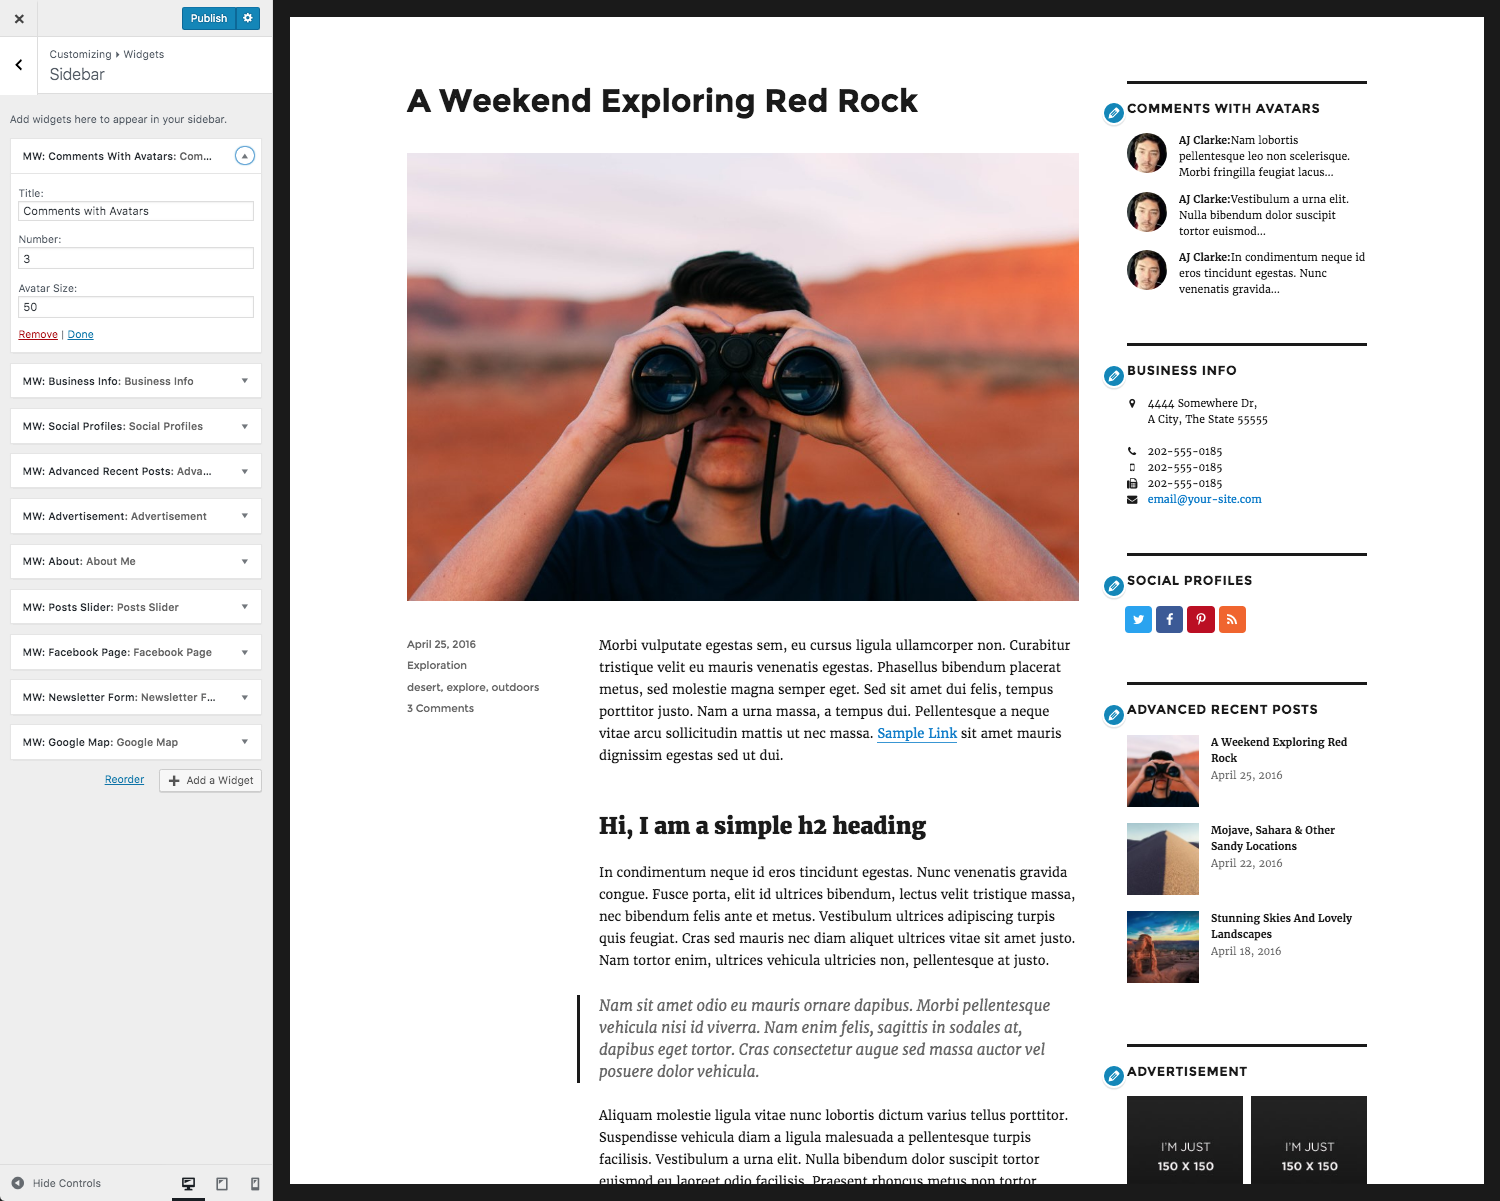 Publish
Customizing ▸ Widgets
Sidebar
Add widgets here to appear in your sidebar.
MW: Comments With Avatars: Com...
Title:
Comments with Avatars
Number:
3
Avatar Size:
50
Remove | Done
MW: Business Info: Business Info
MW: Social Profiles: Social Profiles
MW: Advanced Recent Posts: Adva...
MW: Advertisement: Advertisement
MW: About: About Me
MW: Posts Slider: Posts Slider
MW: Facebook Page: Facebook Page
MW: Newsletter Form: Newsletter F...
MW: Google Map: Google Map
Reorder
Add a Widget
Hide Controls
A Weekend Exploring Red Rock
April 25, 2016
Exploration
desert, explore, outdoors
3 Comments
Morbi vulputate egestas sem, eu cursus ligula ullamcorper non. Curabitur
tristique velit eu mauris venenatis egestas. Phasellus bibendum placerat
metus, sed molestie magna semper eget. Sed sit amet dui felis, tempus
porttitor justo. Nam a urna massa, a tempus dui. Pellentesque a neque
vitae arcu sollicitudin mattis ut nec massa. Sample Link sit amet mauris
dignissim egestas sed ut dui.
Hi, I am a simple h2 heading
In condimentum neque id eros tincidunt egestas. Nunc venenatis gravida
congue. Fusce porta, elit id ultrices bibendum, lectus velit tristique massa,
nec bibendum felis ante et metus. Vestibulum ultrices adipiscing turpis
quis feugiat. Cras sed mauris nec diam aliquet ultrices vitae sit amet justo.
Nam tortor enim, ultrices vehicula ultricies non, pellentesque at justo.
Nam sit amet odio eu mauris ornare dapibus. Morbi pellentesque
vehicula nisi id viverra. Nam enim felis, sagittis in sodales at,
dapibus eget tortor. Cras consectetur augue sed massa auctor vel
posuere dolor vehicula.
Aliquam molestie ligula vitae nunc lobortis dictum varius tellus porttitor.
Suspendisse vehicula diam a ligula malesuada a pellentesque turpis
facilisis. Vestibulum a urna elit. Nulla bibendum dolor suscipit tortor
euismod eu laoreet odio facilisis. Praesent rhoncus metus non tortor
COMMENTS WITH AVATARS
AJ Clarke:Nam lobortis
pellentesque leo non scelerisque.
Morbi fringilla feugiat lacus...
AJ Clarke:Vestibulum a urna elit.
Nulla bibendum dolor suscipit
tortor euismod...
AJ Clarke:In condimentum neque id
eros tincidunt egestas. Nunc
venenatis gravida...
BUSINESS INFO
4444 Somewhere Dr,
A City, The State 55555
202-555-0185
202-555-0185
202-555-0185
email@your-site.com
SOCIAL PROFILES
ADVANCED RECENT POSTS
A Weekend Exploring Red
Rock
April 25, 2016
Mojave, Sahara & Other
Sandy Locations
April 22, 2016
Stunning Skies And Lovely
Landscapes
April 18, 2016
ADVERTISEMENT
I'M JUST
150 X 150
I'M JUST
150 X 150